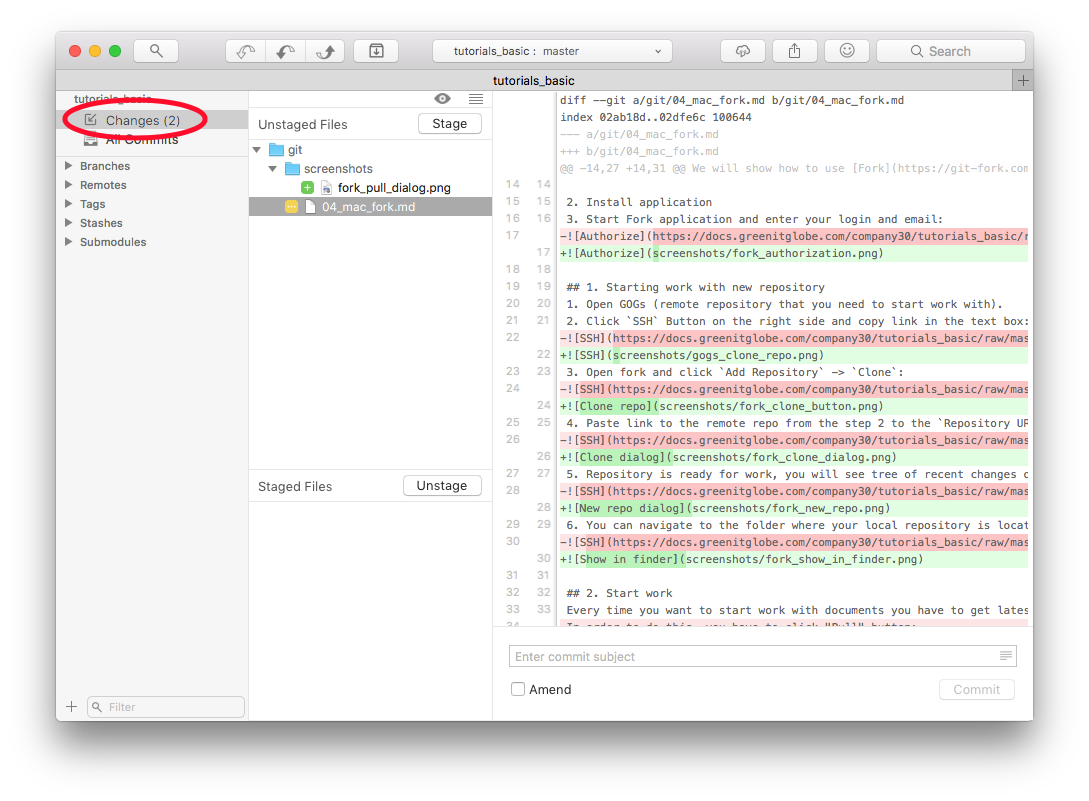 tutorials_basic : master
Search
tutorials_basic
tutorials_basic
Changes (2)
All Commits
Branches
Remotes
Tags
Stashes
Submodules
Filter
Unstaged Files
Stage
git
screenshots
fork_pull_dialog.png
04_mac_fork.md
Staged Files
Unstage
diff --git a/git/04_mac_fork.md b/git/04_mac_fork.md
index 02ab18d..02dfe6c 100644
--- a/git/04_mac_fork.md
+++ b/git/04_mac_fork.md
@@ -14,27 +14,31 @@ We will show how to use [Fork](https://git-fork.com
14 14
15 15 2. Install application
16 16 3. Start Fork application and enter your login and email:
17 -![Authorize](https://docs.greenitglobe.com/company30/tutorials_basic/r
17 +![Authorize](screenshots/fork_authorization.png)
18 18
19 19 ## 1. Starting work with new repository
20 20 1. Open GOGs (remote repository that you need to start work with).
21 21 2. Click `SSH` Button on the right side and copy link in the text box:
22 -![SSH](https://docs.greenitglobe.com/company30/tutorials_basic/raw/mas
22 +![SSH](screenshots/gogs_clone_repo.png)
23 23 3. Open fork and click `Add Repository` -> `Clone`:
24 -![SSH](https://docs.greenitglobe.com/company30/tutorials_basic/raw/mas
24 +![Clone repo](screenshots/fork_clone_button.png)
25 25 4. Paste link to the remote repo from the step 2 to the `Repository UR
26 -![SSH](https://docs.greenitglobe.com/company30/tutorials_basic/raw/mas
26 +![Clone dialog](screenshots/fork_clone_dialog.png)
27 27 5. Repository is ready for work, you will see tree of recent changes o
28 -![SSH](https://docs.greenitglobe.com/company30/tutorials_basic/raw/mas
28 +![New repo dialog](screenshots/fork_new_repo.png)
29 29 6. You can navigate to the folder where your local repository is locat
30 -![SSH](https://docs.greenitglobe.com/company30/tutorials_basic/raw/mas
30 +![Show in finder](screenshots/fork_show_in_finder.png)
31 31
32 32 ## 2. Start work
33 33 Every time you want to start work with documents you have to get lates
34 -In order to do this, you have to click "Pull" button:
Enter commit subject
Amend
Commit